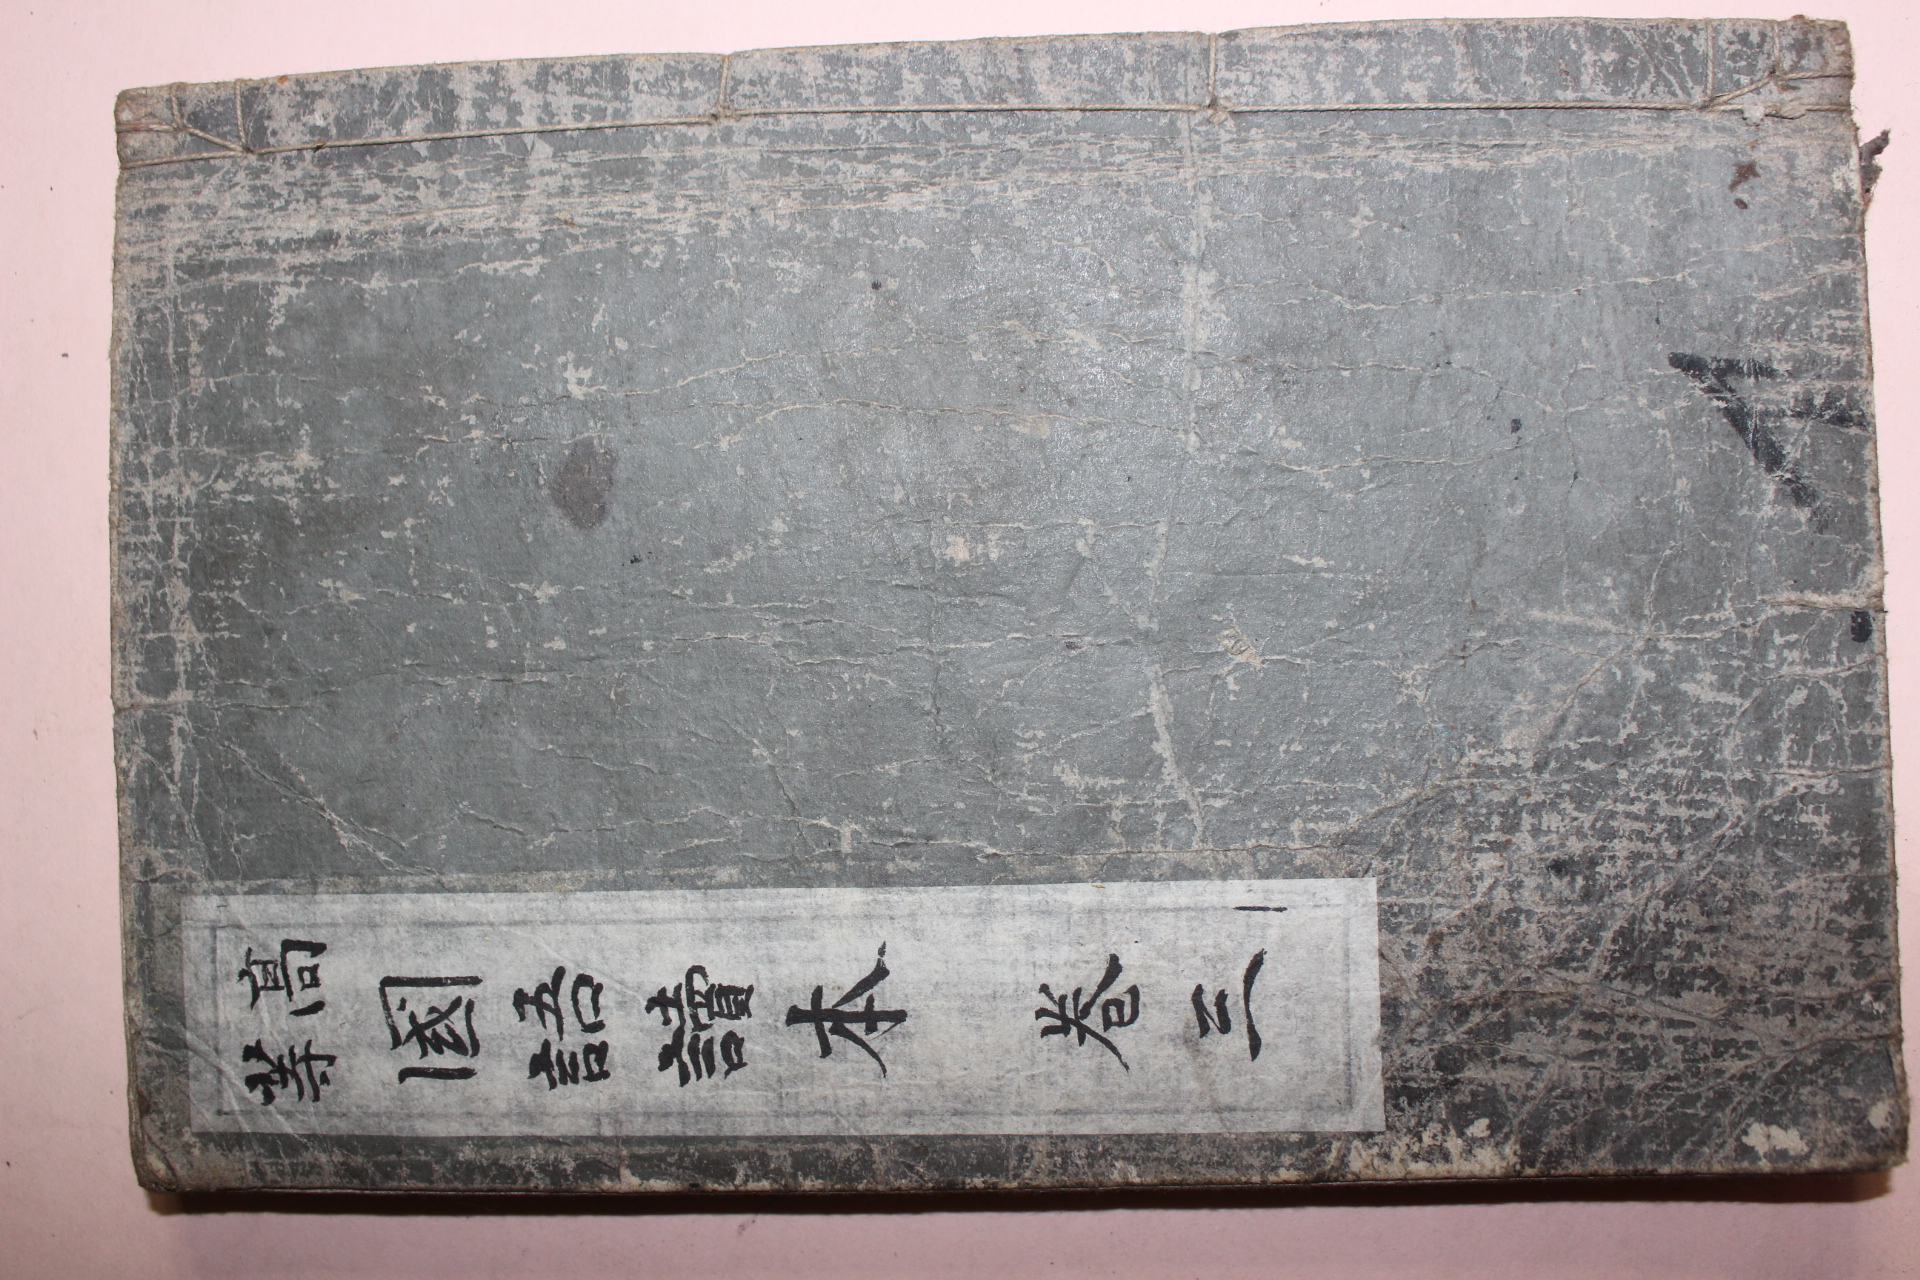 高等
國語讀本 卷三